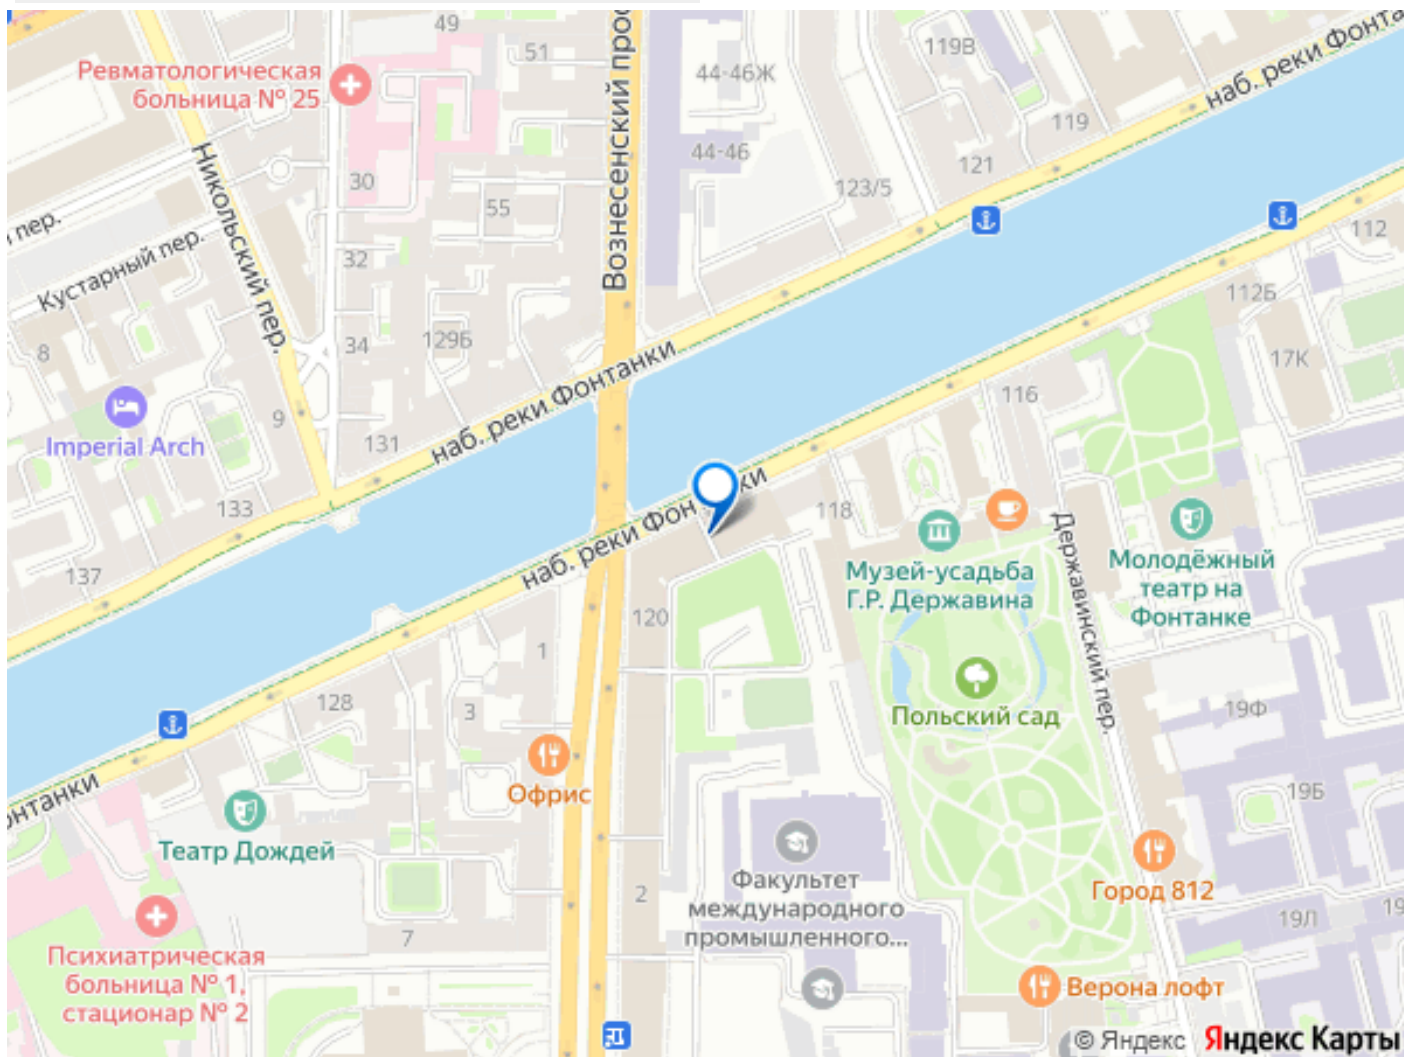 49
51
119В
наб. реки Фонта
Ревматологическая
больница № 25
Вознесенский прос
44-46Ж
119
44-46
121
Никольский пер.
30
123/5
55
пер.
112
Кустарный пер.
32
112Б
8
34
129Б
17К
наб. реки Фонтанки
Imperial Arch
9
131
116
133
118
наб. реки Фон
ки
137
Музей-усадьба
Г.Р. Державина
Державинский пер.
Молодёжный
театр на
Фонтанке
120
1
128
3
Польский сад
19Ф
Офрис
онтанки
19Б
Театр Дождей
2
Факультет
международного
промышленного...
Город 812
19Л
19
7
Психиатрическая
больница № 1,
стационар № 2
Верона лофт
© Яндекс Яндекс Карты